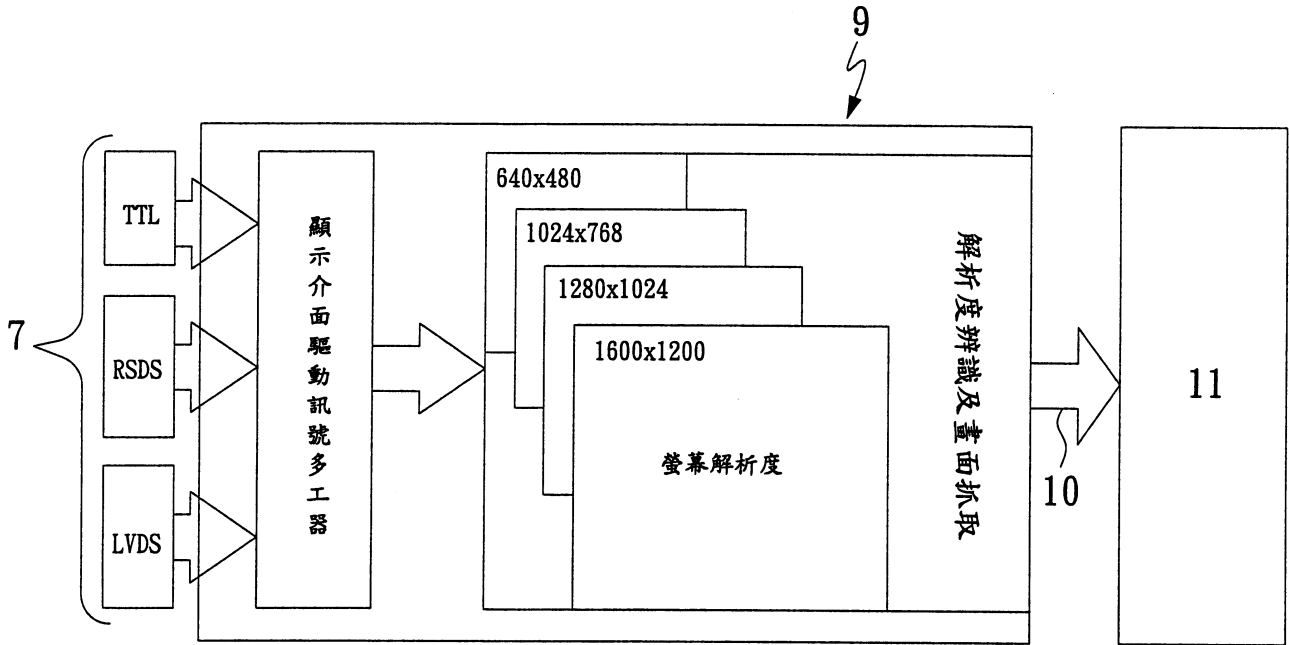 9
7
TTL
RSDS
LVDS
顯示介面驅動訊號多工器
640x480
1024x768
1280x1024
1600x1200
螢幕解析度
解析度辨識及畫面抓取
10
11